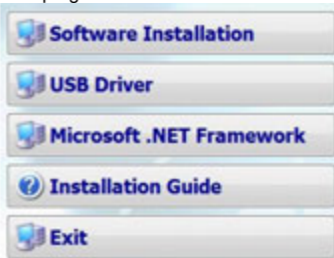 Software Installation
USB Driver
Microsoft .NET Framework
Installation Guide
Exit